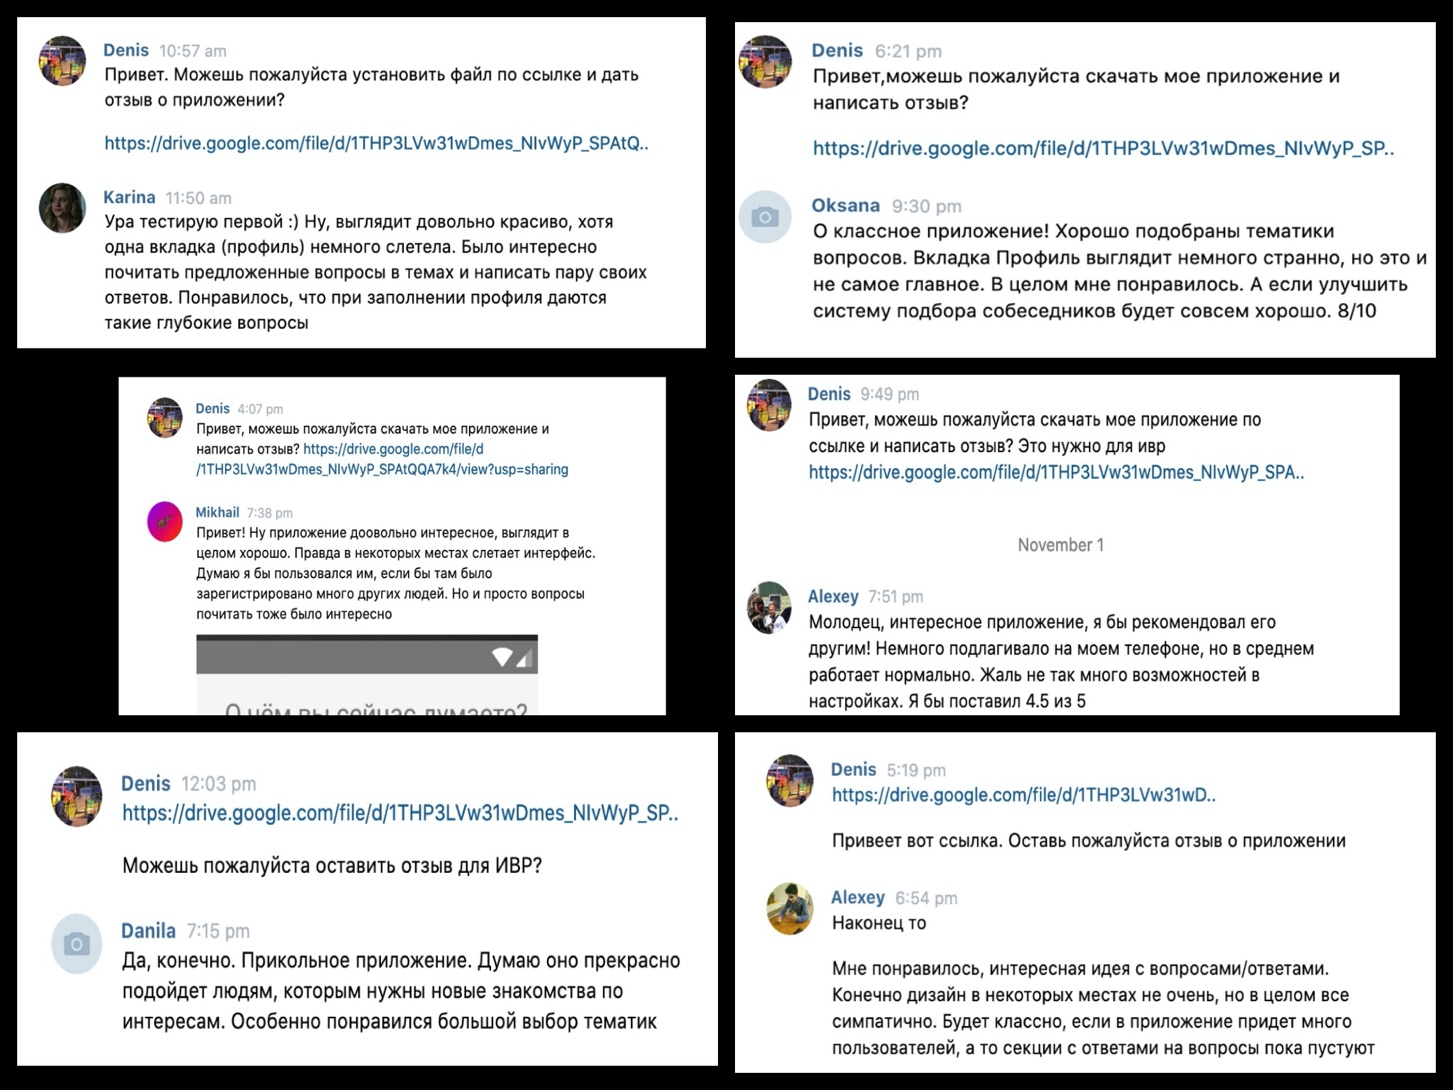 Denis 10:57 am
Привет. Можешь пожалуйста установить файл по ссылке и дать
отзыв о приложении?
https://drive.google.com/file/d/1THP3LVw31wDmes_NIvWyP_SPAtQ..
Karina 11:50 am
Ура тестирую первой :) Ну, выглядит довольно красиво, хотя
одна вкладка (профиль) немного слетела. Было интересно
почитать предложенные вопросы в темах и написать пару своих
ответов. Понравилось, что при заполнении профиля даются
такие глубокие вопросы
Denis 6:21 pm
Привет,можешь пожалуйста скачать мое приложение и
написать отзыв?
https://drive.google.com/file/d/1THP3LVw31wDmes_NIvWyP_SP..
Oksana 9:30 pm
О классное приложение! Хорошо подобраны тематики
вопросов. Вкладка Профиль выглядит немного странно, но это и
не самое главное. В целом мне понравилось. А если улучшить
систему подбора собеседников будет совсем хорошо. 8/10
Denis 4:07 pm
Привет, можешь пожалуйста скачать мое приложение и
написать отзыв? https://drive.google.com/file/d
/1THP3LVw31wDmes_NIvWyP_SPAtQQA7k4/view?usp=sharing
Mikhail 7:38 pm
Привет! Ну приложение доовольно интересное, выглядит в
целом хорошо. Правда в некоторых местах слетает интерфейс.
Думаю я бы пользовался им, если бы там было
зарегистрировано много других людей. Но и просто вопросы
почитать тоже было интересно
О чём вы сейчас думаете?
Denis 9:49 pm
Привет, можешь пожалуйста скачать мое приложение по
ссылке и написать отзыв? Это нужно для ивр
https://drive.google.com/file/d/1THP3LVw31wDmes_NIvWyP_SPA..
November 1
Alexey 7:51 pm
Молодец, интересное приложение, я бы рекомендовал его
другим! Немного подлагивало на моем телефоне, но в среднем
работает нормально. Жаль не так много возможностей в
настройках. Я бы поставил 4.5 из 5
Denis 12:03 pm
https://drive.google.com/file/d/1THP3LVw31wDmes_NIvWyP_SP..
Можешь пожалуйста оставить отзыв для ИВР?
Danila 7:15 pm
Да, конечно. Прикольное приложение. Думаю оно прекрасно
подойдет людям, которым нужны новые знакомства по
интересам. Особенно понравился большой выбор тематик
Denis 5:19 pm
https://drive.google.com/file/d/1THP3LVw31wD..
Привеет вот ссылка. Оставь пожалуйста отзыв о приложении
Alexey 6:54 pm
Наконец то
Мне понравилось, интересная идея с вопросами/ответами.
Конечно дизайн в некоторых местах не очень, но в целом все
симпатично. Будет классно, если в приложение придет много
пользователей, а то секции с ответами на вопросы пока пустуют